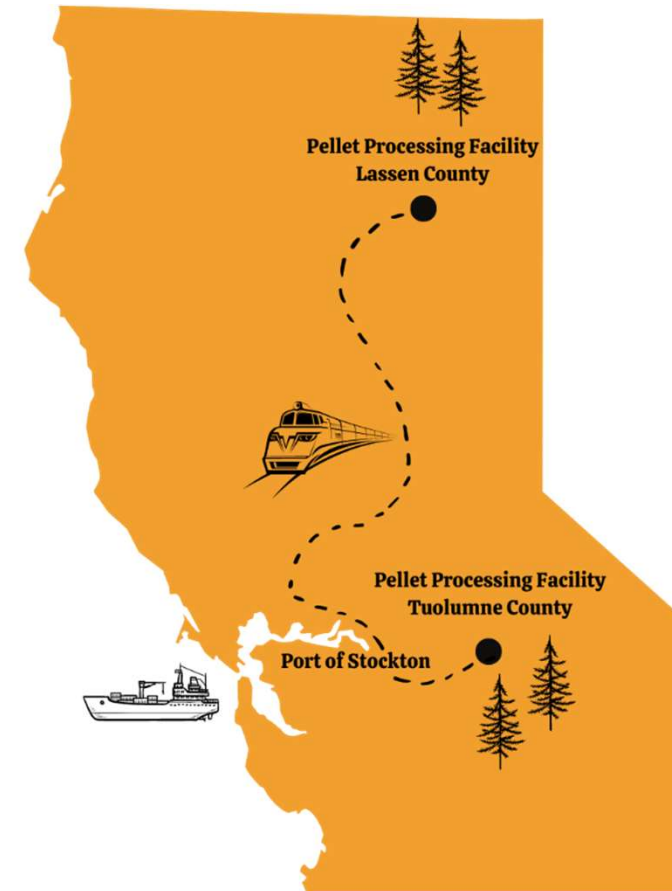 Pellet Processing Facility
Lassen County
Pellet Processing Facility
Tuolumne County
Port of Stockton